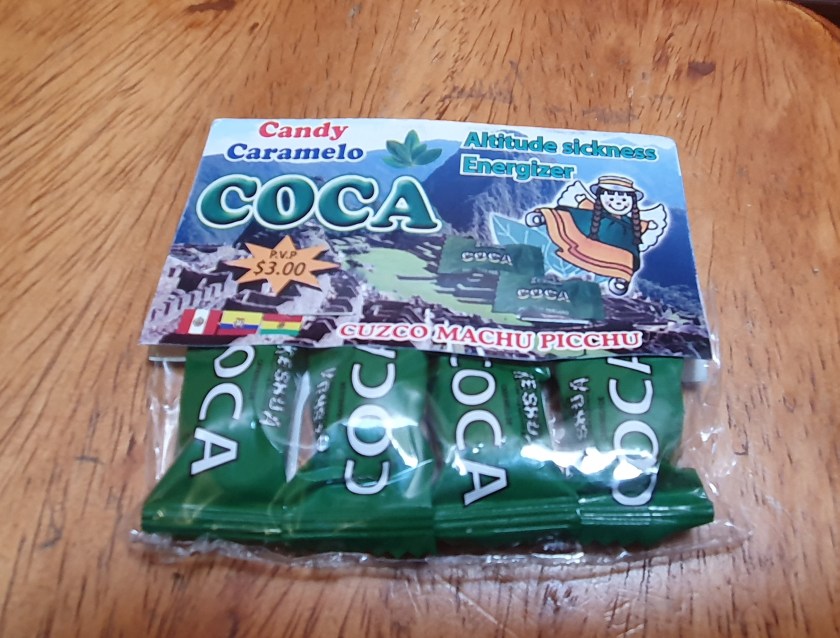 Candy
Caramelo
Altitude sickness
Energizer
COCA
P.V.P
$3.00
COCA
COCA
CUZCO MACHU PICCHU
COCA
COCA
COCA
COCA